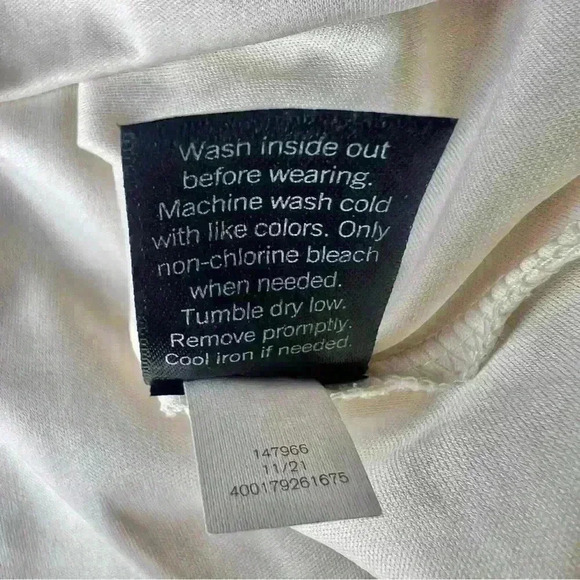 Wash inside out
before wearing.
Machine wash cold
with like colors. Only
non-chlorine bleach
when needed.
Tumble dry low.
Remove promptly.
Cool iron if needed.
147966
11/21
400179261675